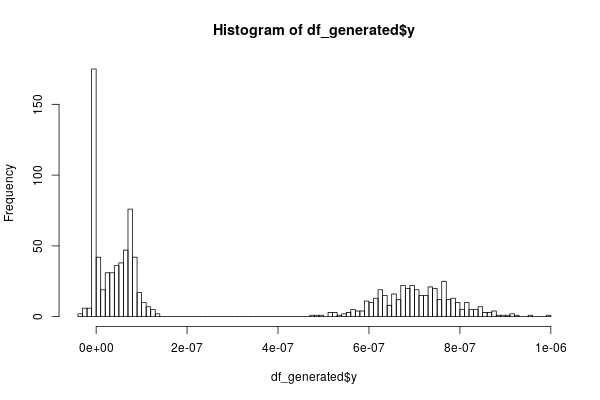 Histogram of df_generated$y
Frequency
150
100
50
0
0e+00 2e-07 4e-07 6e-07 8e-07 1e-06
df_generated$y